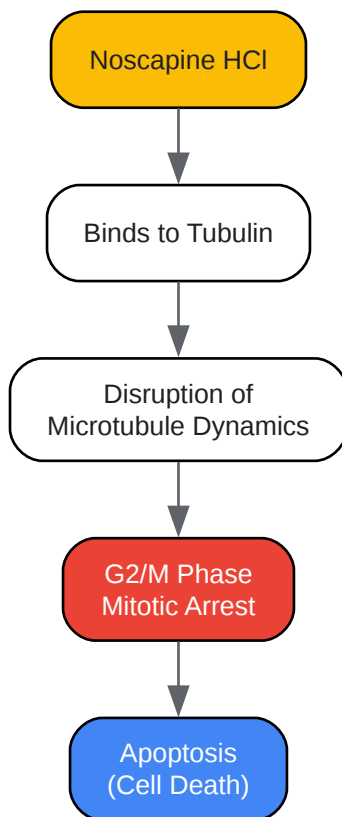 Noscapine HCl
Binds to Tubulin
Disruption of
Microtubule Dynamics
G2/M Phase
Mitotic Arrest
Apoptosis
(Cell Death)